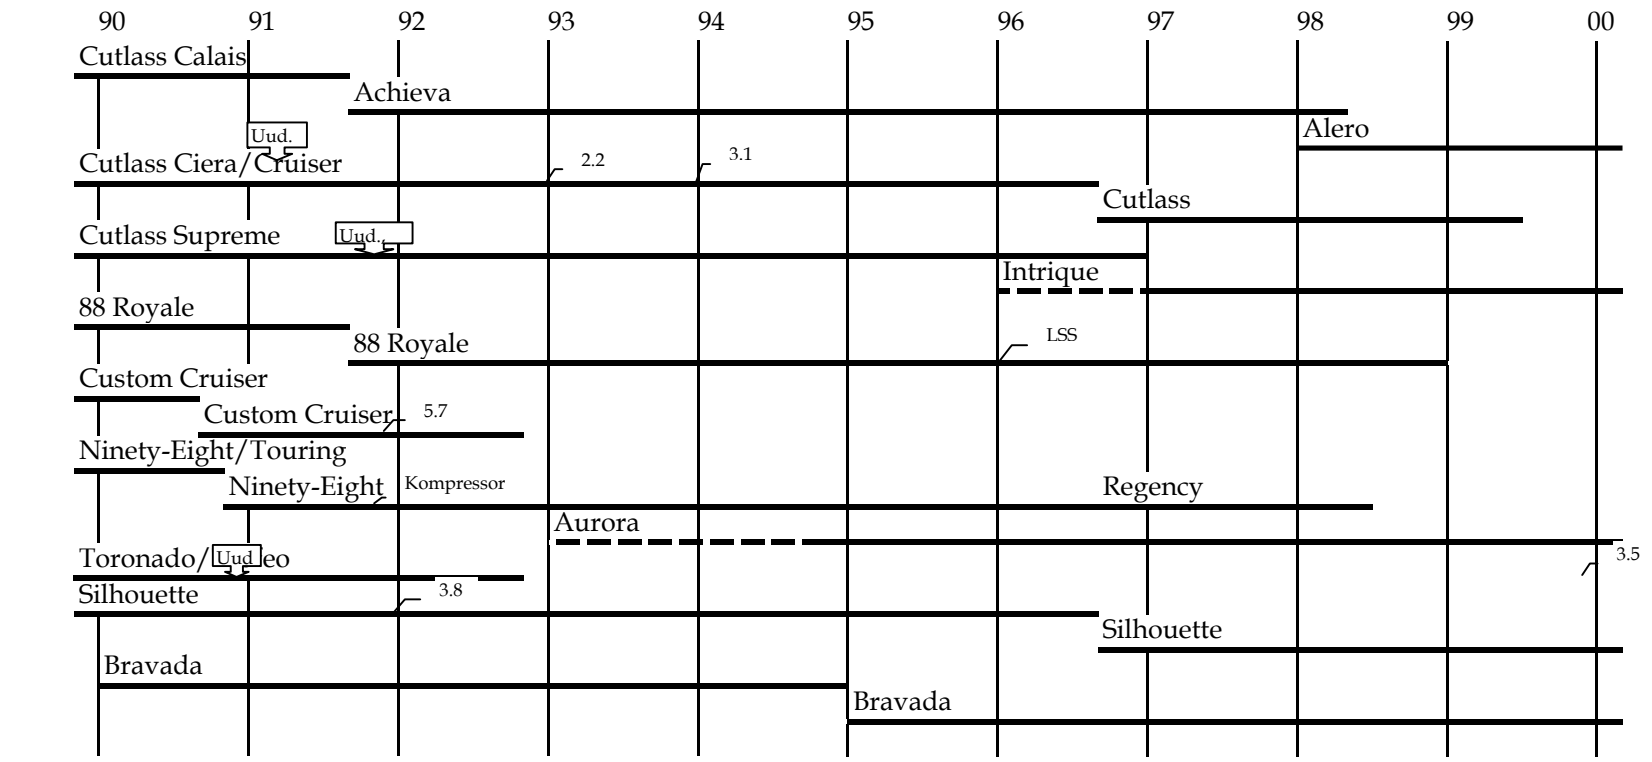 90 91 92 93 94 95 96 97 98 99 00
Cutlass Calais
Achieva
Alero
Uud.
Cutlass Ciera/Cruiser
2.2
3.1
Cutlass
Cutlass Supreme
Uud.
Intrique
88 Royale
88 Royale
LSS
Custom Cruiser
Custom Cruiser
5.7
Ninety-Eight/Touring
Ninety-Eight
Kompressor
Regency
Aurora
3.5
Toronado/
Uud
eo
Silhouette
3.8
Silhouette
Bravada
Bravada